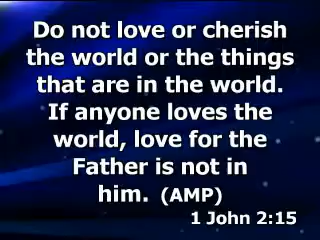 Do not love or cherish
the world or the things
that are in the world.
If anyone loves the
world, love for the
Father is not in
him. (AMP)
1 John 2:15